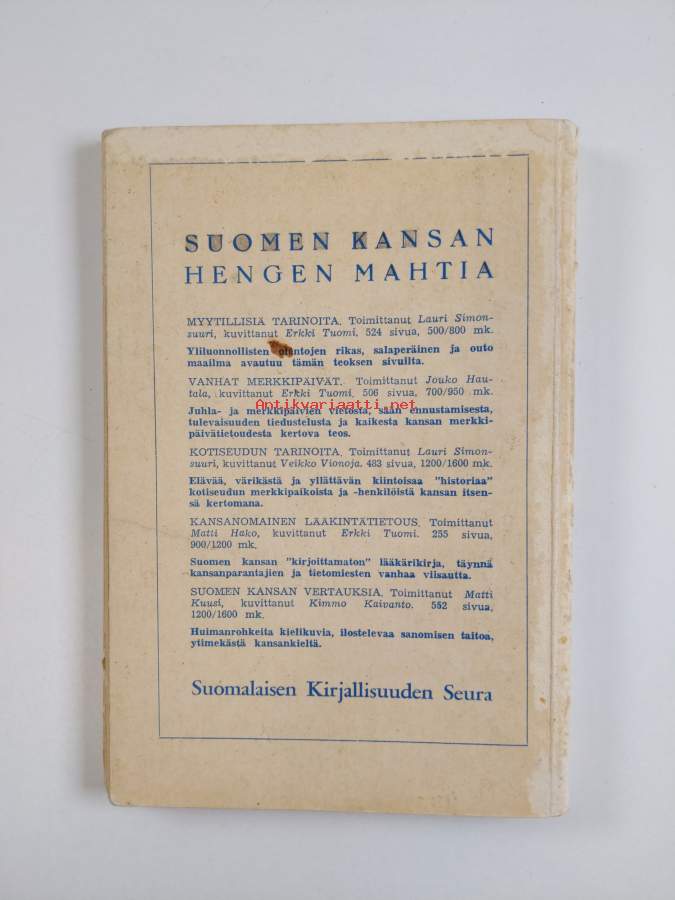 SUOMEN KANSAN
HENGEN MAHTIA
MYYTILLISIÄ TARINOITA. Toimittanut Lauri Simon-
suuri, kuvittanut Erkki Tuomi. 524 sivua, 500/800 mk.
Yliluonnollisten olentojen rikas, salaperäinen ja outo
maailma avautuu tämän teoksen sivuilta.
VANHAT MERKKIPÄIVÄT. Toimittanut Jouko Hau-
tala, kuvittanut Erkki Tuomi. 506 sivua, 700/950 mk.
Antikvariaatti.net
Juhla- ja merkkipäivien vietosta, sään ennustamisesta,
tulevaisuuden tiedustelusta ja kaikesta kansan merkki-
päivätietoudesta kertova teos.
KOTISEUDUN TARINOITA. Toimittanut Lauri Simon-
suuri, kuvittanut Veikko Vionoja. 483 sivua, 1200/1600 mk.
Elävää, värikästä ja yllättävän kiintoisaa "historiaa"
kotiseudun merkkipaikoista ja -henkilöistä kansan itsen-
sä kertomana.
KANSANOMAINEN LÄÄKINTÄTIETOUS. Toimittanut
Matti Hako, kuvittanut Erkki Tuomi. 255 sivua,
900/1200 mk.
Suomen kansan "kirjoittamaton" lääkärikirja, täynnä
kansanparantajien ja tietomiesten vanhaa viisautta.
SUOMEN KANSAN VERTAUKSIA. Toimittanut Matti
Kuusi, kuvittanut Kimmo Kaivanto. 552 sivua,
1200/1600 mk.
Huimanrohkeita kielikuvia, ilostelevaa sanomisen taitoa,
ytimekästä kansankieltä.
Suomalaisen Kirjallisuuden Seura